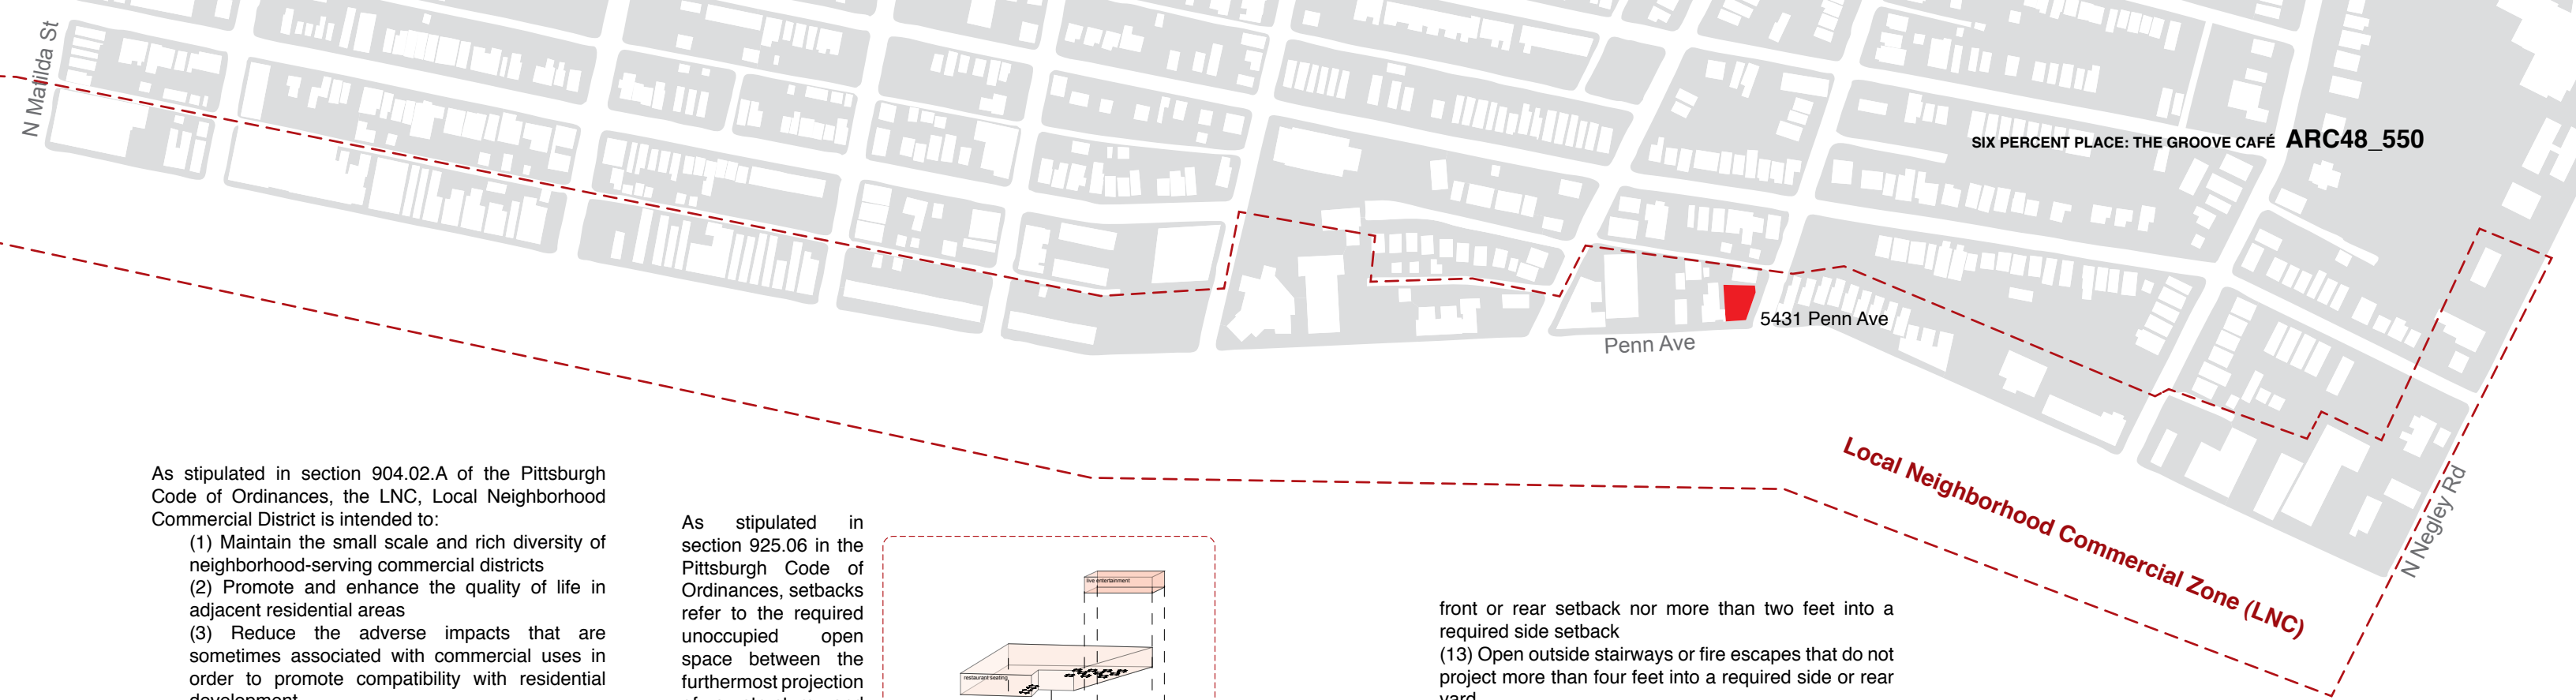 N Matilda St
SIX PERCENT PLACE: THE GROOVE CAFÉ ARC48_550
5431 Penn Ave
Penn Ave
Local Neighborhood Commercial Zone (LNC)
N Negley Rd
As stipulated in section 904.02.A of the Pittsburgh
Code of Ordinances, the LNC, Local Neighborhood
Commercial District is intended to:
(1) Maintain the small scale and rich diversity of
neighborhood-serving commercial districts
(2) Promote and enhance the quality of life in
adjacent residential areas
(3) Reduce the adverse impacts that are
sometimes associated with commercial uses in
order to promote compatibility with residential
development
As stipulated in
section 925.06 in the
Pittsburgh Code of
Ordinances, setbacks
refer to the required
unoccupied open
space between the
furthermost projection
live entertainment
restaurant seating
front or rear setback nor more than two feet into a
required side setback
(13) Open outside stairways or fire escapes that do not
project more than four feet into a required side or rear
yard